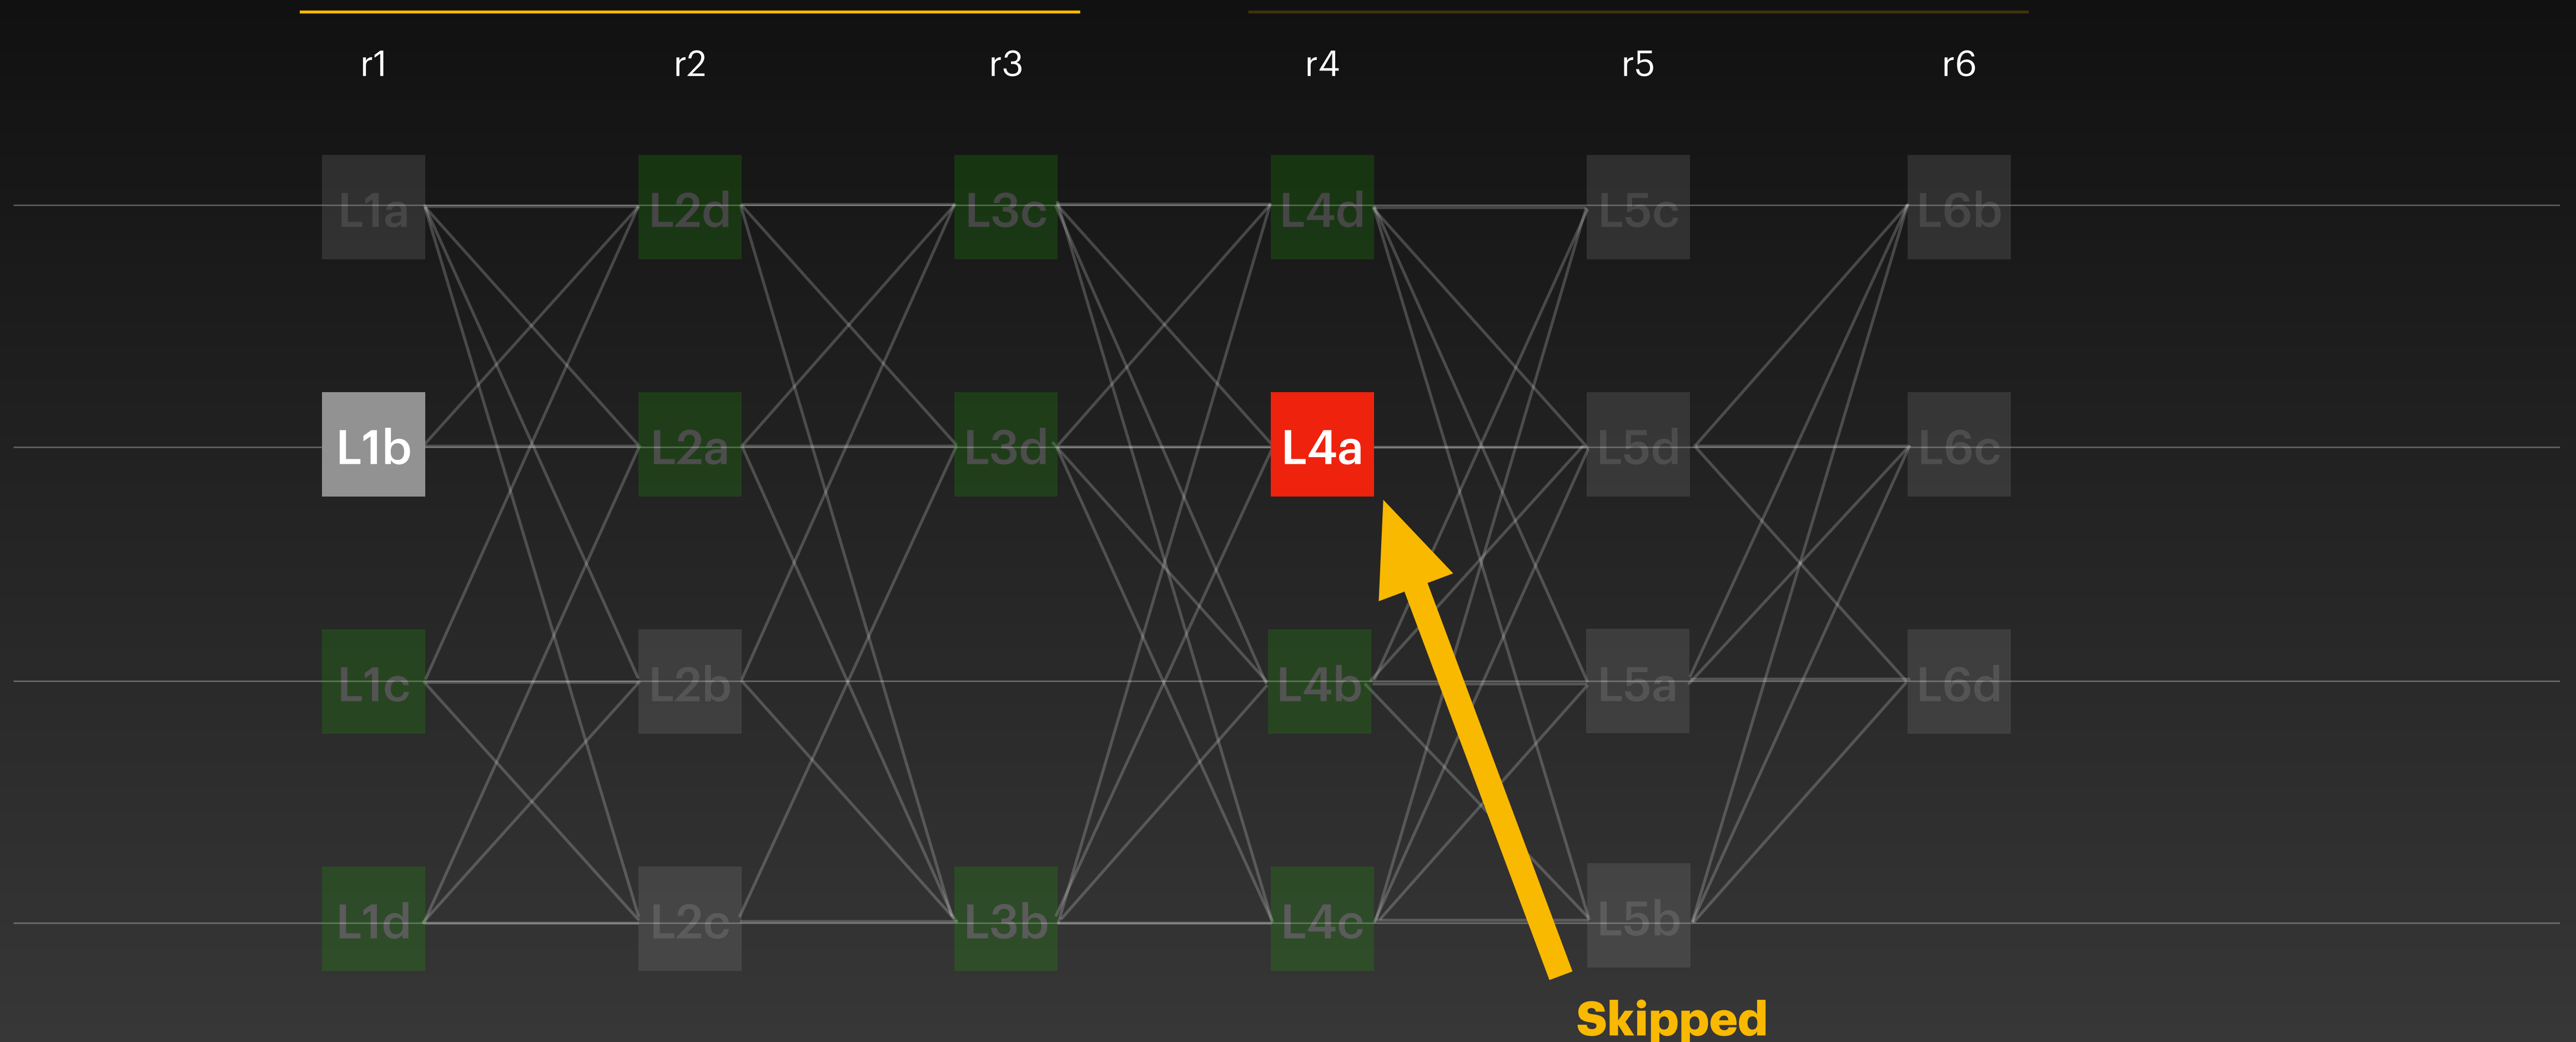 r1 r2 r3 r4 r5 r6
L1a L2d L3c L4d L5c L6b
L1b L2a L3d L4a L5d L6c
L1c L2b L4b L5a L6d
L1d L2c L3b L4c L5b
Skipped